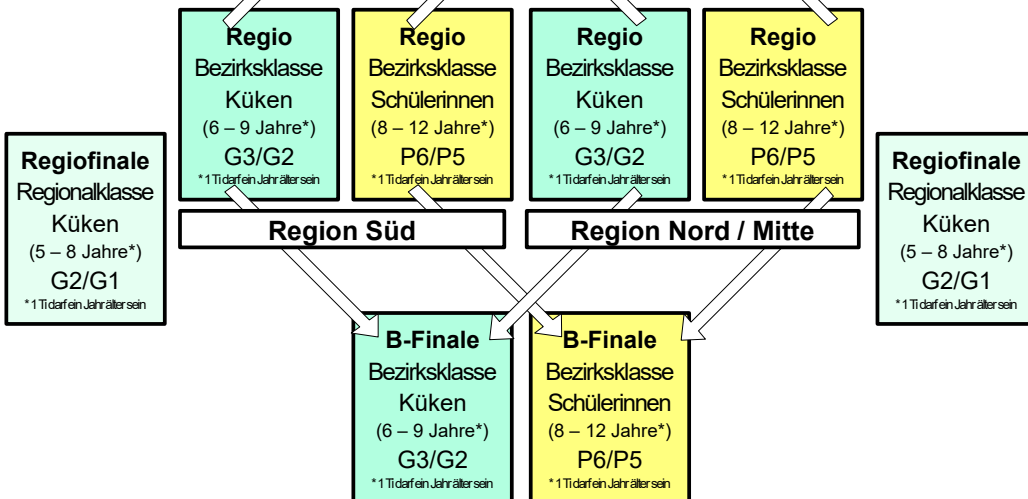 Regio
Bezirksklasse
Küken
(6 – 9 Jahre*)
G3/G2
*1 Ti darf ein Jahr älter sein
Regio
Bezirksklasse
Schülerinnen
(8 – 12 Jahre*)
P6/P5
*1 Ti darf ein Jahr älter sein
Regio
Bezirksklasse
Küken
(6 – 9 Jahre*)
G3/G2
*1 Ti darf ein Jahr älter sein
Regio
Bezirksklasse
Schülerinnen
(8 – 12 Jahre*)
P6/P5
*1 Ti darf ein Jahr älter sein
Regiofinale
Regionalklasse
Küken
(5 – 8 Jahre*)
G2/G1
*1 Ti darf ein Jahr älter sein
Region Süd
Region Nord / Mitte
Regiofinale
Regionalklasse
Küken
(5 – 8 Jahre*)
G2/G1
*1 Ti darf ein Jahr älter sein
B-Finale
Bezirksklasse
Küken
(6 – 9 Jahre*)
G3/G2
*1 Ti darf ein Jahr älter sein
B-Finale
Bezirksklasse
Schülerinnen
(8 – 12 Jahre*)
P6/P5
*1 Ti darf ein Jahr älter sein